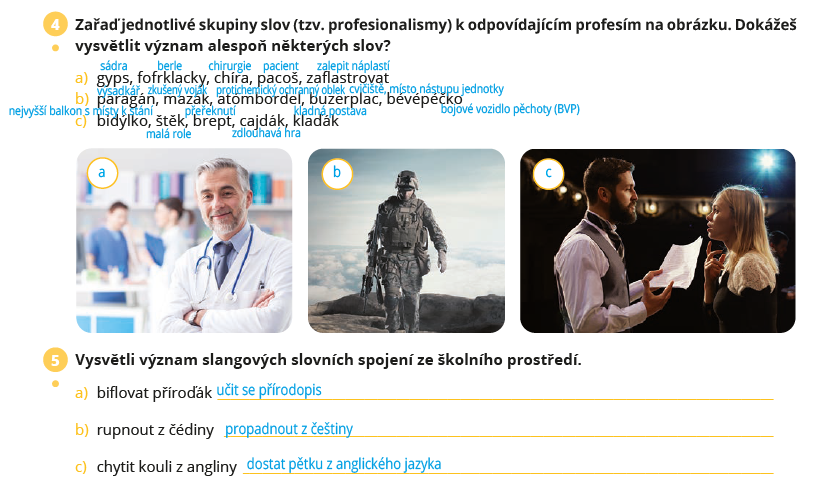 4 Zařaď jednotlivé skupiny slov (tzv. profesionalismy) k odpovídajícím profesím na obrázku. Dokážeš
vysvětlit význam alespoň některých slov?
sádra berle chirurgie pacient zalepit náplastí
a) gyps, fofrklacky, chíra, pacoš, zaflastrovat
výsadkář zkušený voják protichemický ochranný oblek cvičiště, místo nástupu jednotky
b) paragán, mazák, atombordel, buzerplac, bévépéčko
nejvyšší balkon s místy k stání přeřeknutí kladná postava bojové vozidlo pěchoty (BVP)
c) bidýlko, štěk, brept, cajdák, kladák
malá role zdlouhavá hra
a b c
5 Vysvětli význam slangových slovních spojení ze školního prostředí.
a) biflovat příroďák učit se přírodopis
b) rupnout z čédiny propadnout z češtiny
c) chytit kouli z angliny dostat pětku z anglického jazyka